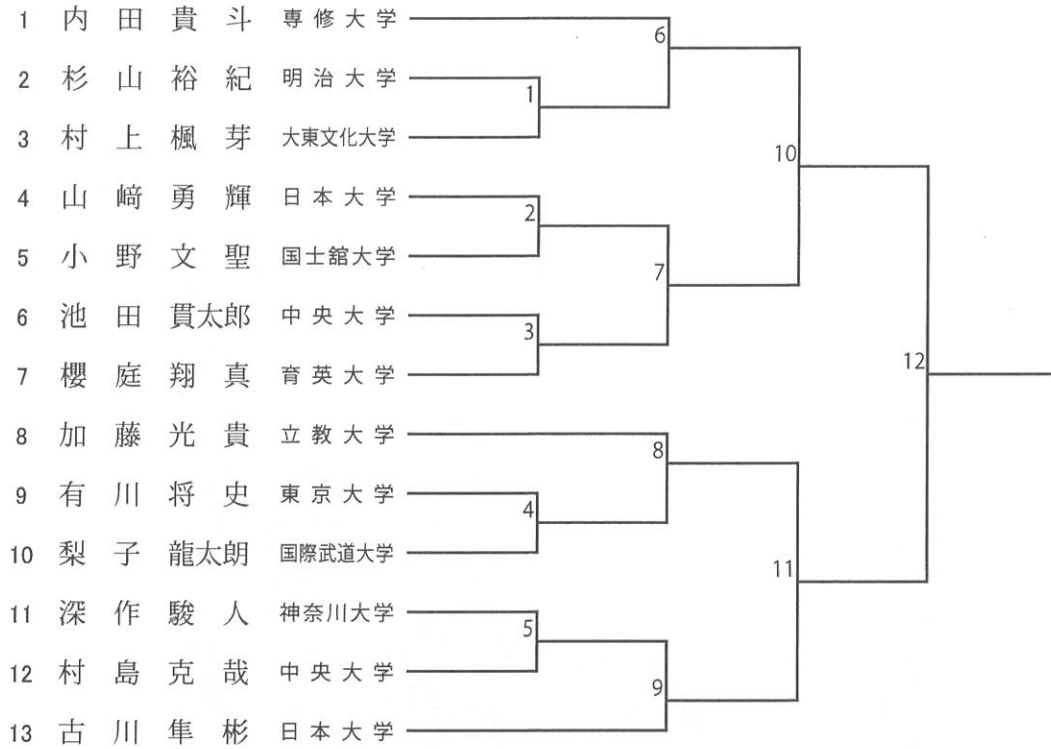 1 内田貴斗 専修大学
6
2 杉山裕紀 明治大学
1
3 村上楓芽 大東文化大学
10
4 山﨑勇輝 日本大学
2
5 小野文聖 国士舘大学
7
6 池田貫太郎 中央大学
3
7 櫻庭翔真 育英大学
12
8 加藤光貴 立教大学
8
9 有川将史 東京大学
4
10 梨子龍太朗 国際武道大学
11
11 深作駿人 神奈川大学
5
12 村島克哉 中央大学
9
13 古川隼彬 日本大学